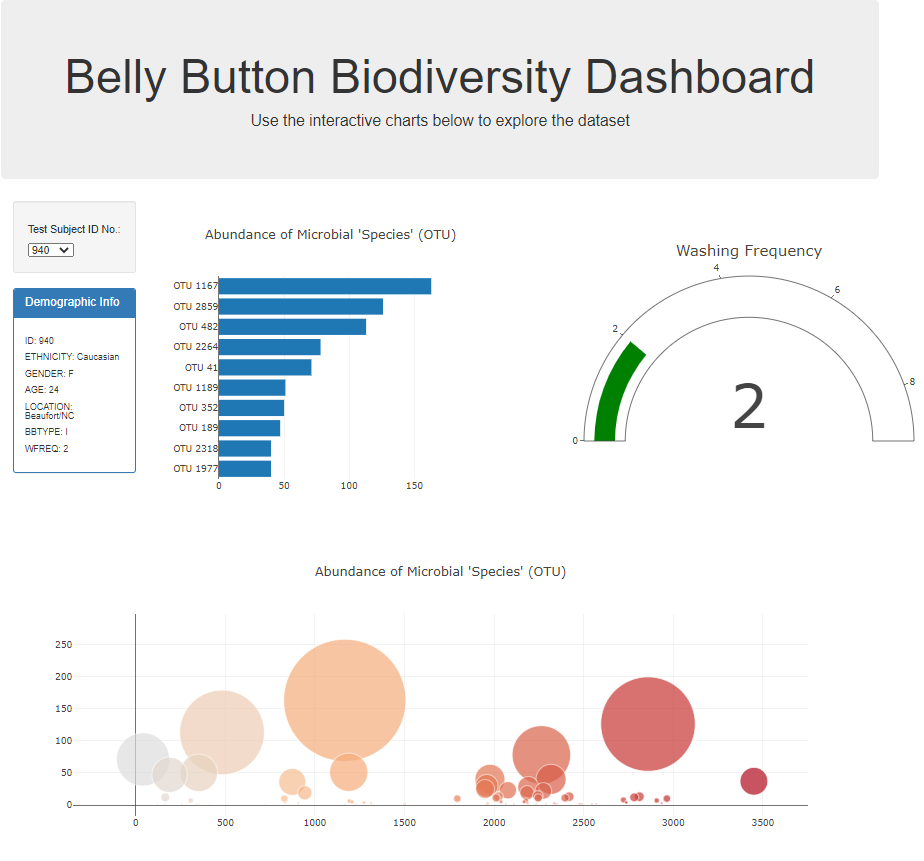 Belly Button Biodiversity Dashboard
Use the interactive charts below to explore the dataset
Test Subject ID No.:
940
Demographic Info
ID: 940
ETHNICITY: Caucasian
GENDER: F
AGE: 24
LOCATION:
Beaufort/NC
BBTYPE: I
WFREQ: 2
Abundance of Microbial 'Species' (OTU)
OTU 1167
OTU 2859
OTU 482
OTU 2264
OTU 41
OTU 1189
OTU 352
OTU 189
OTU 2318
OTU 1977
0 50 100 150
Washing Frequency
0
2
4
6
8
2
Abundance of Microbial 'Species' (OTU)
250
200
150
100
50
0
0 500 1000 1500 2000 2500 3000 3500